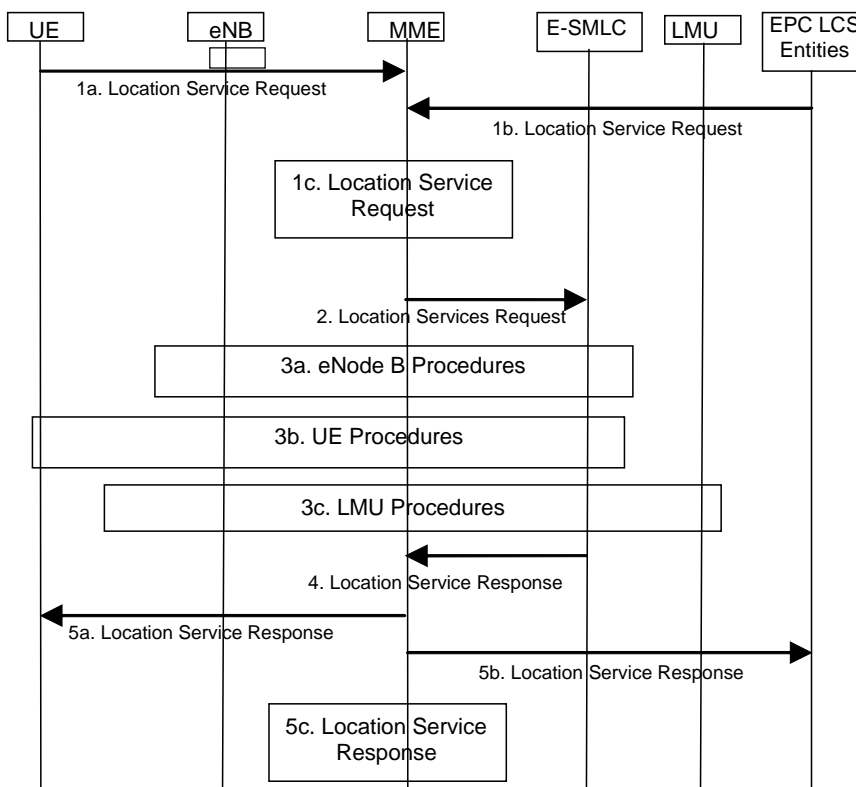 UE
eNB
MME
E-SMLC
LMU
EPC LCS
Entities
1a. Location Service Request
1b. Location Service Request
1c. Location Service
Request
2. Location Services Request
3a. eNode B Procedures
3b. UE Procedures
3c. LMU Procedures
4. Location Service Response
5a. Location Service Response
5b. Location Service Response
5c. Location Service
Response